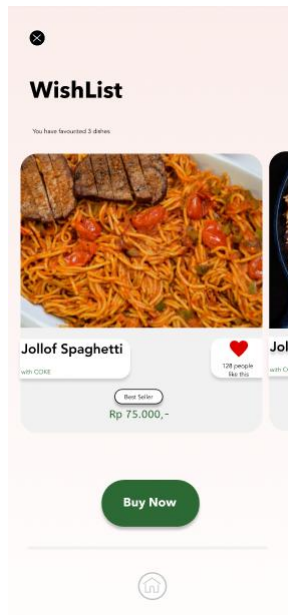 WishList
You have favourited 3 dishes
Jollof Spaghetti
with COKE
128 people
like this
Best Seller
Rp 75.000,-
Jol
with C
Buy Now